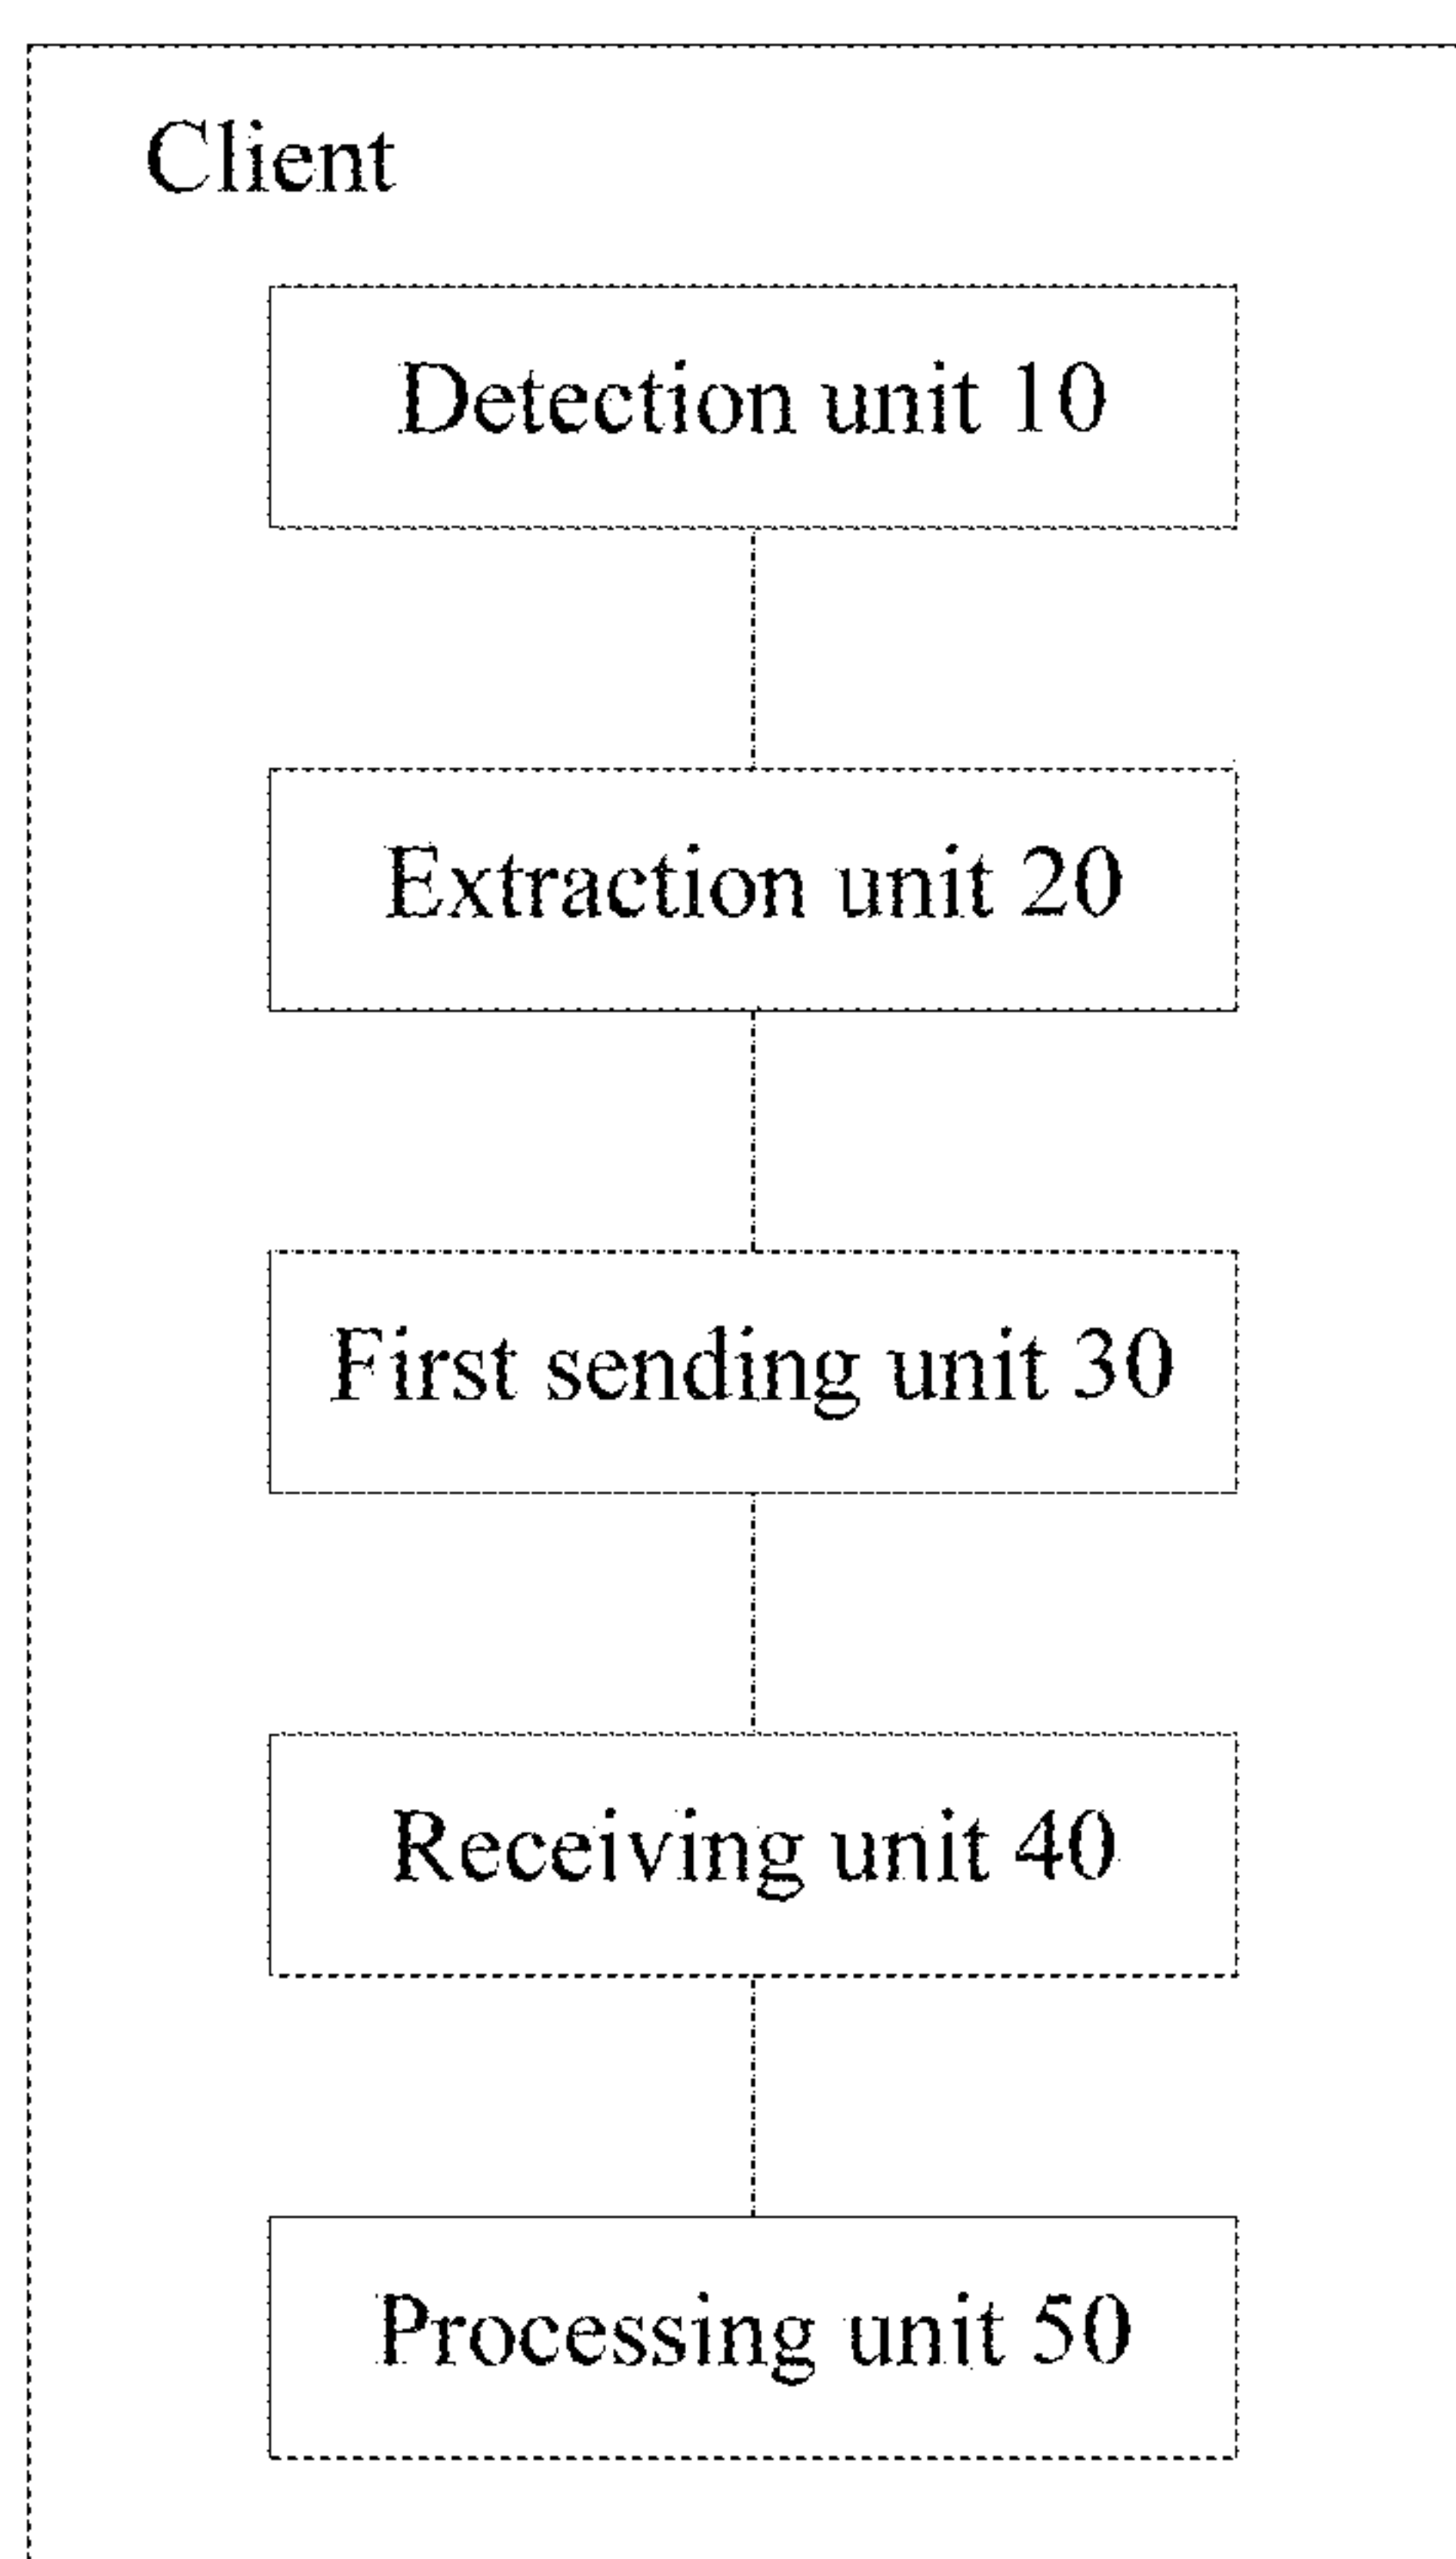 Client
Detection unit 10
Extraction unit 20
First sending unit 30
Receiving unit 40
Processing unit 50